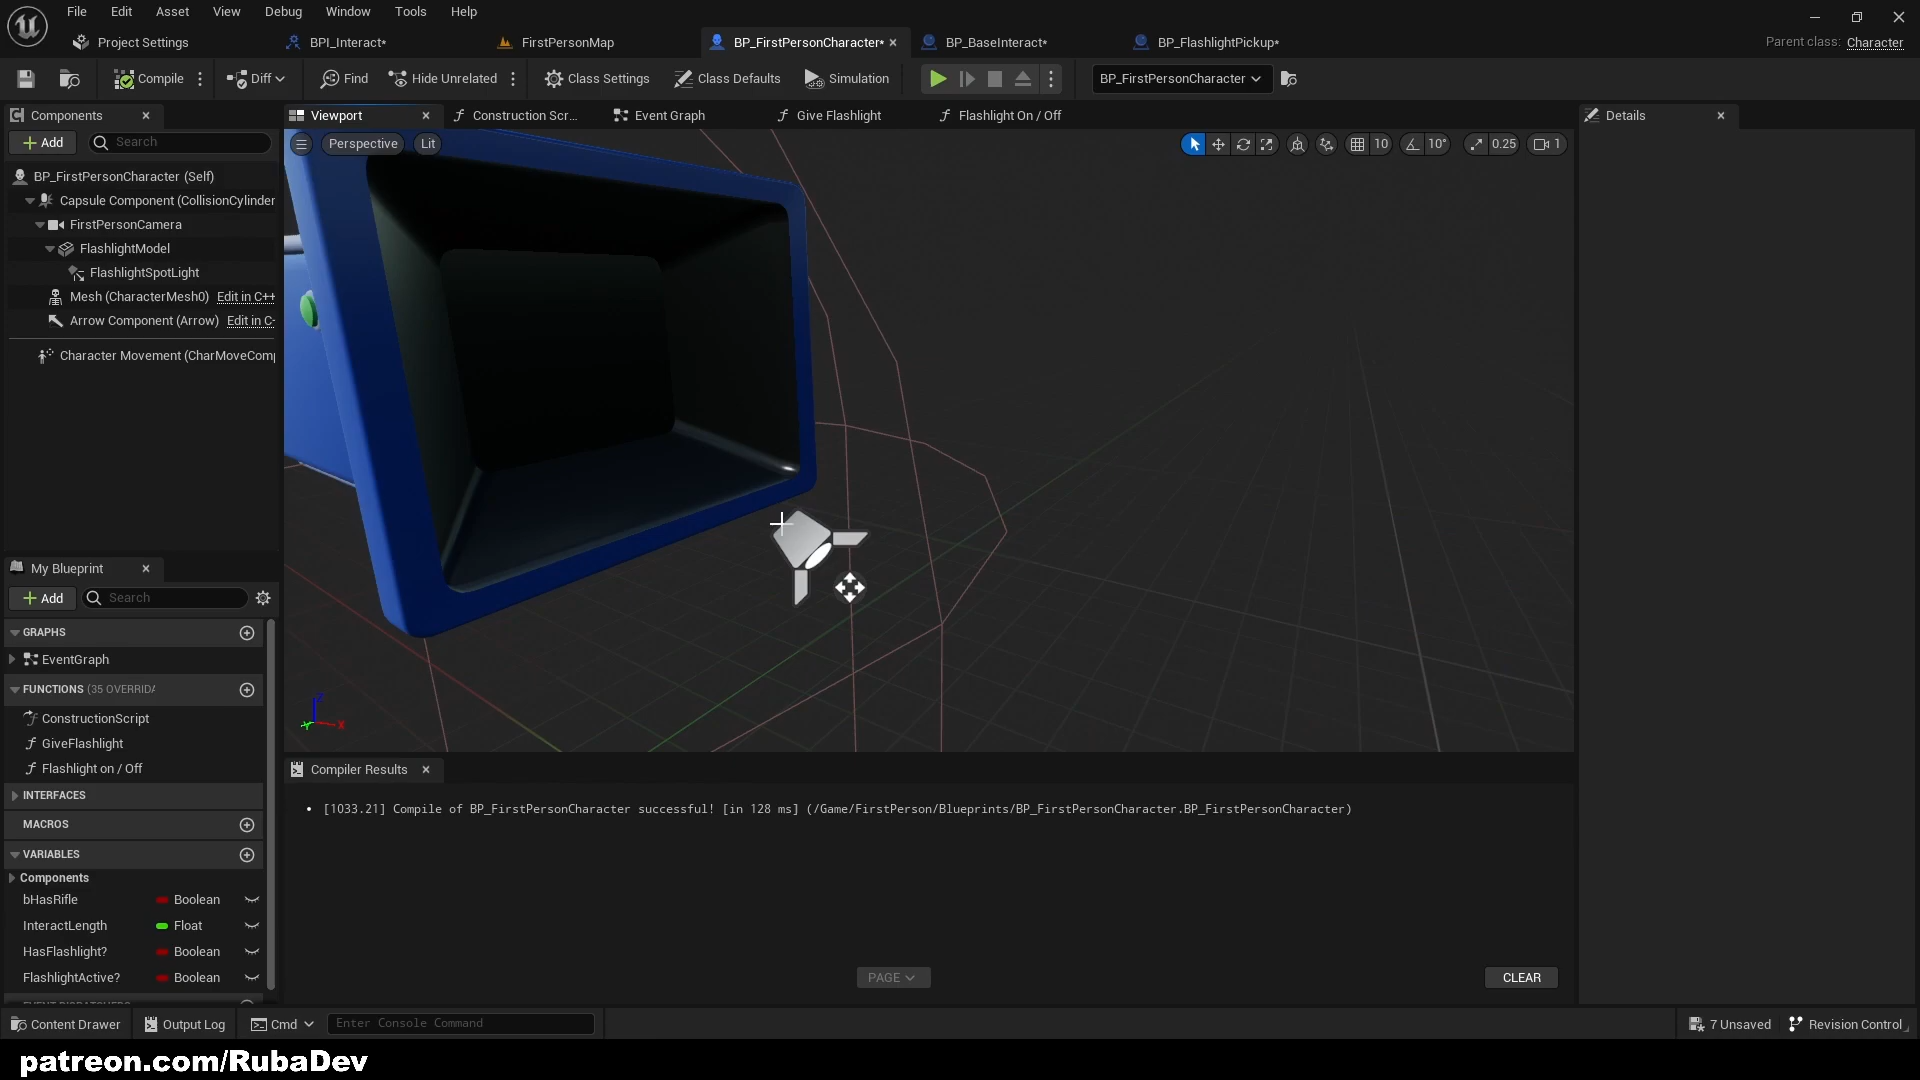 File Edit Asset View Debug Window Tools Help
Project Settings BPI_Interact* FirstPersonMap BP_FirstPersonCharacter* BP_BaseInteract* BP_FlashlightPickup* Parent class: Character
Compile Diff Find Hide Unrelated Class Settings Class Defaults Simulation BP_FirstPersonCharacter
Components Viewport Construction Scr... Event Graph Give Flashlight Flashlight On / Off Details
Add Search Perspective Lit 10 10° 0.25 1
BP_FirstPersonCharacter (Self)
Capsule Component (CollisionCylinder
FirstPersonCamera
FlashlightModel
FlashlightSpotLight
Mesh (CharacterMesh0) Edit in C++
Arrow Component (Arrow) Edit in C
Character Movement (CharMoveComp
My Blueprint
Add Search
GRAPHS
EventGraph
FUNCTIONS (35 OVERRIDA
ConstructionScript
GiveFlashlight
Flashlight on / Off
INTERFACES
MACROS
VARIABLES
Components
bHasRifle Boolean
InteractLength Float
HasFlashlight? Boolean
FlashlightActive? Boolean
EVENT DISPATCHERS
X
Compiler Results
[1033.21] Compile of BP_FirstPersonCharacter successful! [in 128 ms] (/Game/FirstPerson/Blueprints/BP_FirstPersonCharacter.BP_FirstPersonCharacter)
PAGE CLEAR
Content Drawer Output Log Cmd Enter Console Command 7 Unsaved Revision Control
patreon.com/RubaDev